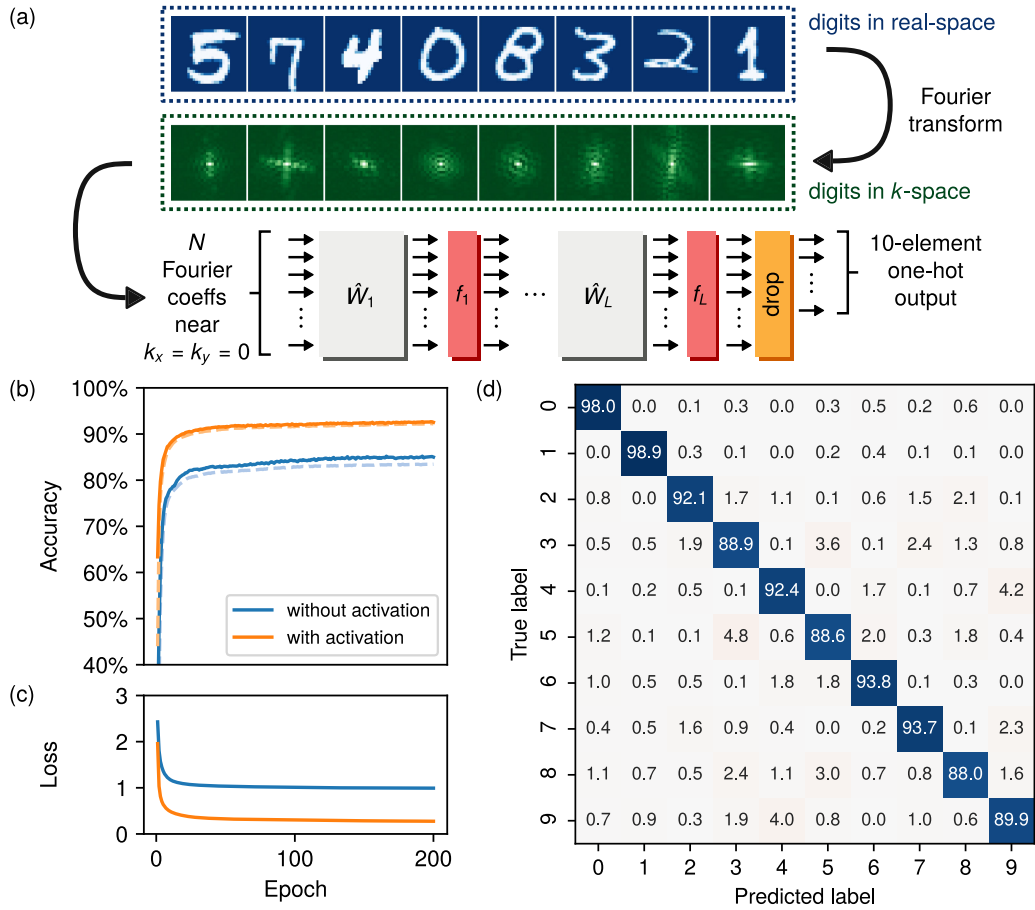 (a)
digits in real-space
5 7 4 0 8 3 2 1
Fourier
transform
digits in k-space
N
Fourier
coeffs
near
kₓ = k_y = 0
Ŵ₁
f₁
...
Ŵ_L
f_L
drop
10-element
one-hot
output
(b)
100%
90%
80%
70%
60%
50%
40%
Accuracy
without activation
with activation
(c)
3
2
1
0
Loss
0 100 200
Epoch
(d)
True label
0 98.0 0.0 0.1 0.3 0.0 0.3 0.5 0.2 0.6 0.0
1 0.0 98.9 0.3 0.1 0.0 0.2 0.4 0.1 0.1 0.0
2 0.8 0.0 92.1 1.7 1.1 0.1 0.6 1.5 2.1 0.1
3 0.5 0.5 1.9 88.9 0.1 3.6 0.1 2.4 1.3 0.8
4 0.1 0.2 0.5 0.1 92.4 0.0 1.7 0.1 0.7 4.2
5 1.2 0.1 0.1 4.8 0.6 88.6 2.0 0.3 1.8 0.4
6 1.0 0.5 0.5 0.1 1.8 1.8 93.8 0.1 0.3 0.0
7 0.4 0.5 1.6 0.9 0.4 0.0 0.2 93.7 0.1 2.3
8 1.1 0.7 0.5 2.4 1.1 3.0 0.7 0.8 88.0 1.6
9 0.7 0.9 0.3 1.9 4.0 0.8 0.0 1.0 0.6 89.9
0 1 2 3 4 5 6 7 8 9
Predicted label